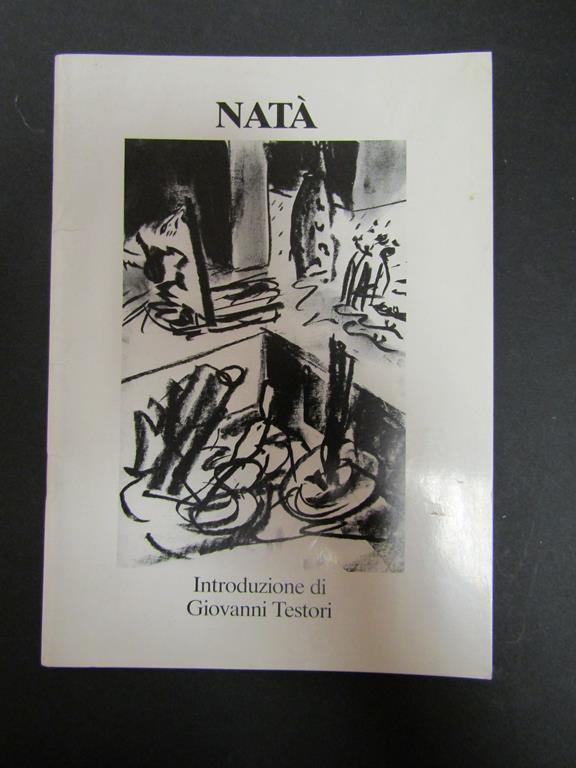 NATÀ
Introduzione di
Giovanni Testori